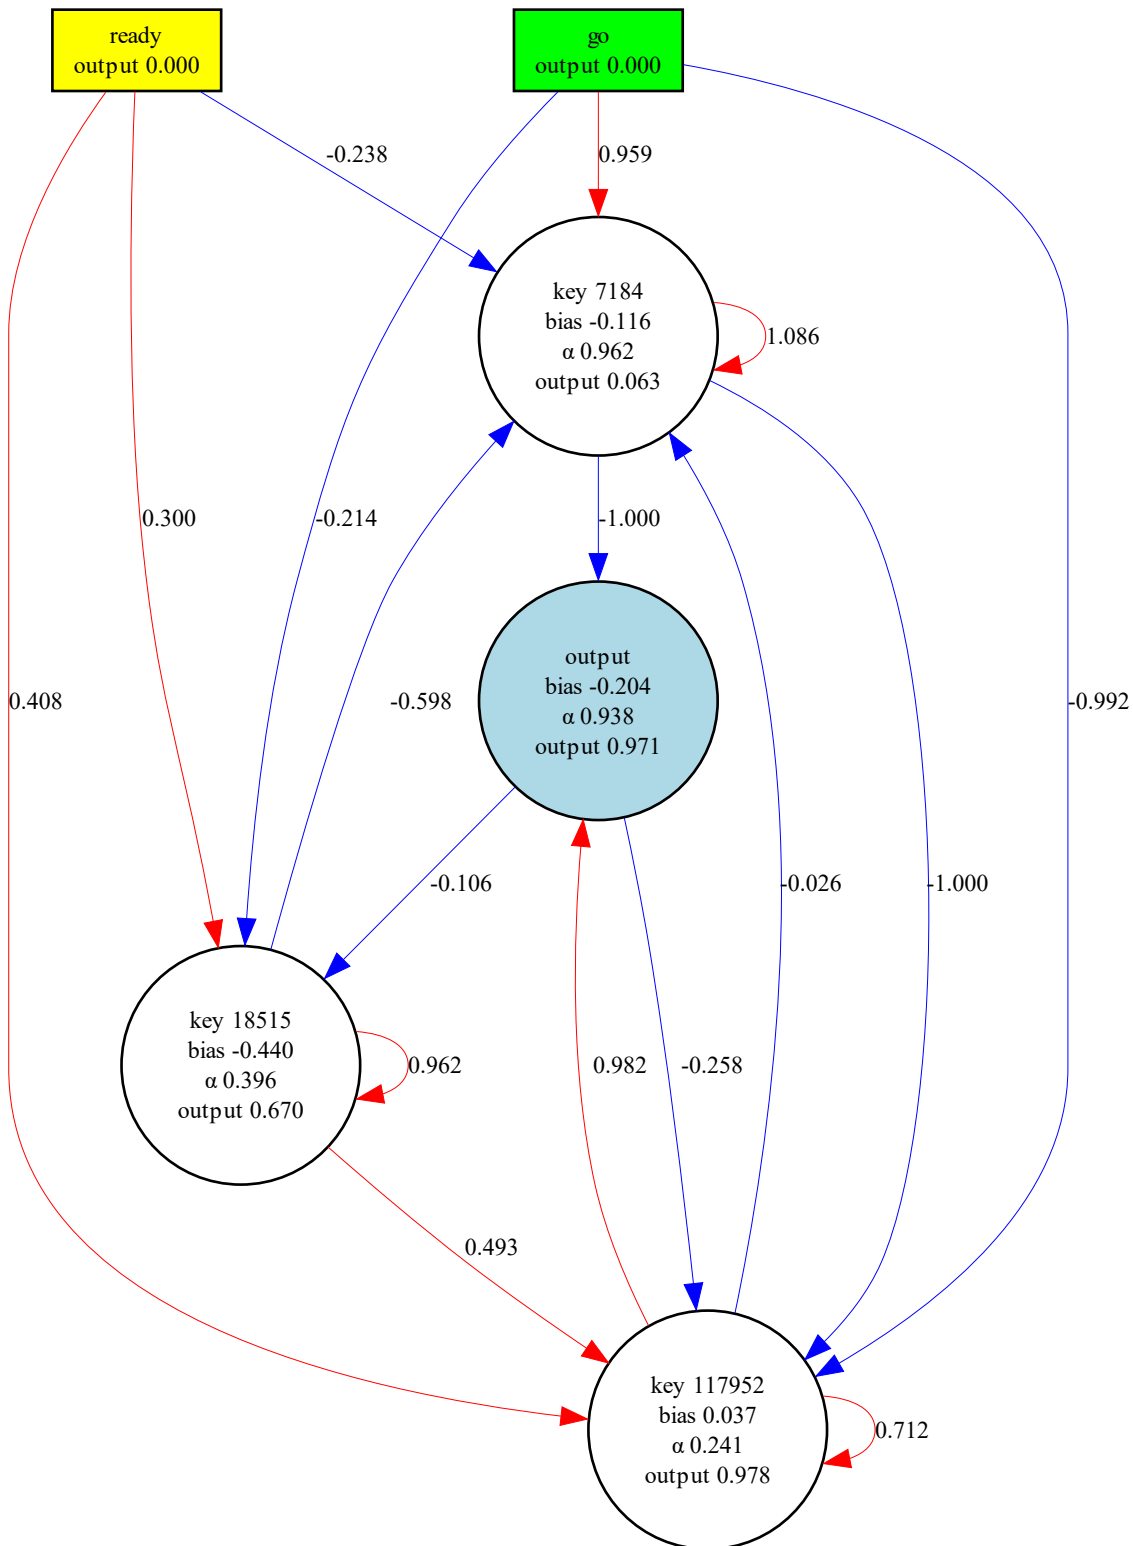 ready
output 0.000
go
output 0.000
-0.238
0.959
key 7184
bias -0.116
α 0.962
output 0.063
1.086
0.300
-0.214
-1.000
output
bias -0.204
α 0.938
output 0.971
0.408
-0.598
-0.992
-0.106
-0.026
-1.000
key 18515
bias -0.440
α 0.396
output 0.670
0.962
0.982
-0.258
0.493
key 117952
bias 0.037
α 0.241
output 0.978
0.712